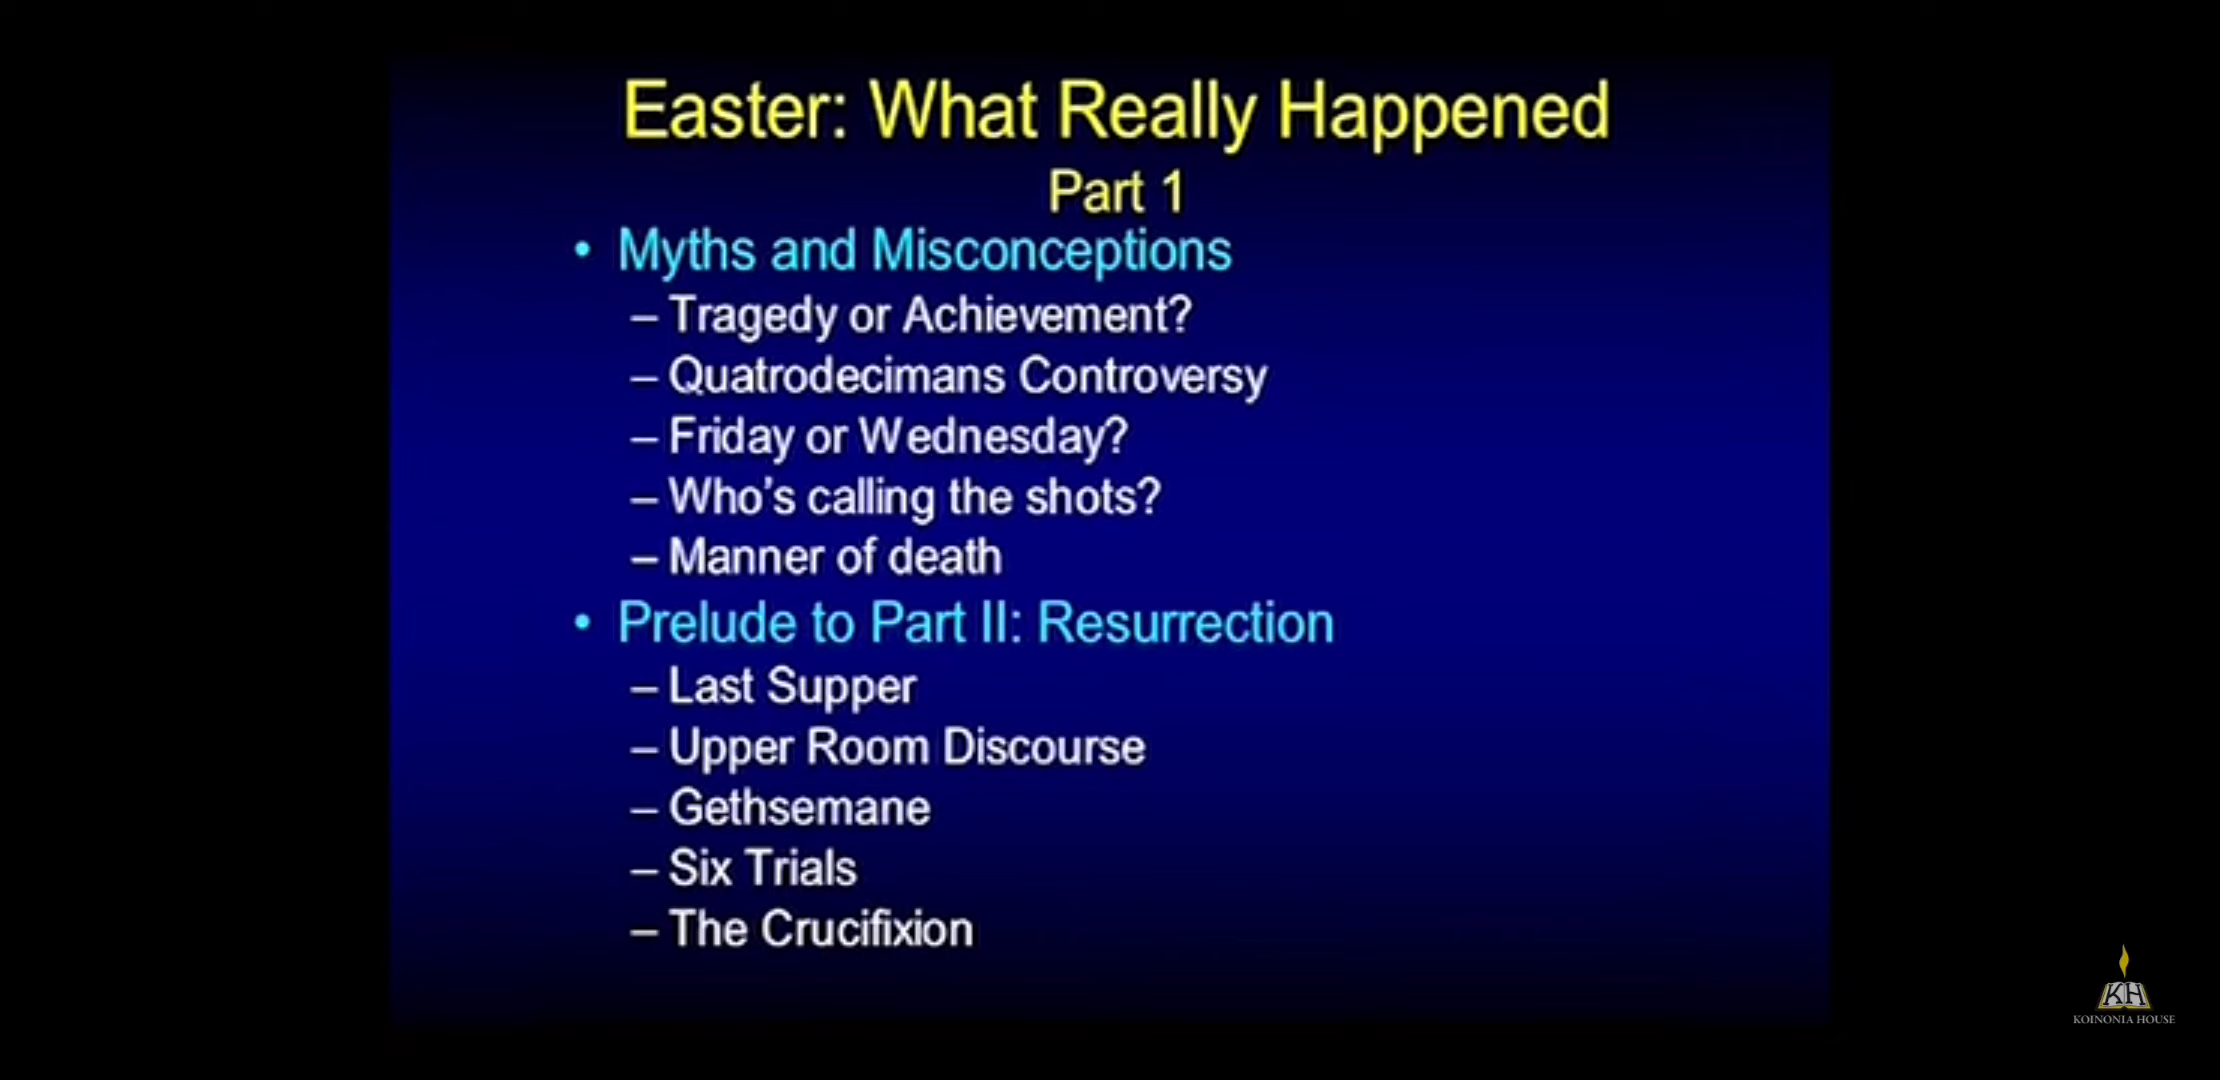 Easter: What Really Happened
Part 1
• Myths and Misconceptions
– Tragedy or Achievement?
– Quatrodecimans Controversy
– Friday or Wednesday?
– Who's calling the shots?
– Manner of death
• Prelude to Part II: Resurrection
– Last Supper
– Upper Room Discourse
– Gethsemane
– Six Trials
– The Crucifixion
KH
KOINONIA HOUSE